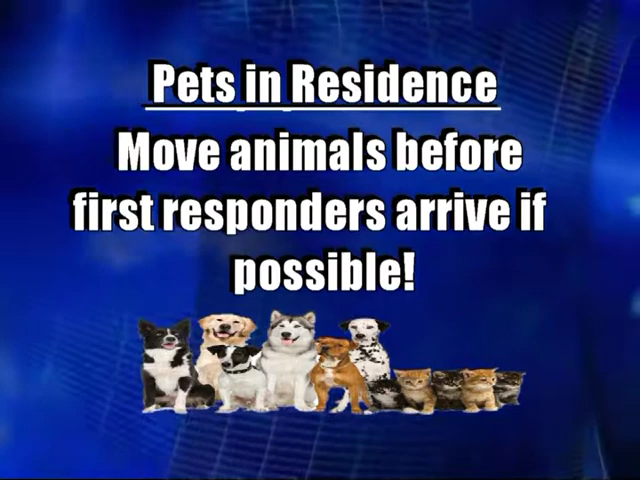 Pets in Residence
Move animals before
first responders arrive if
possible!